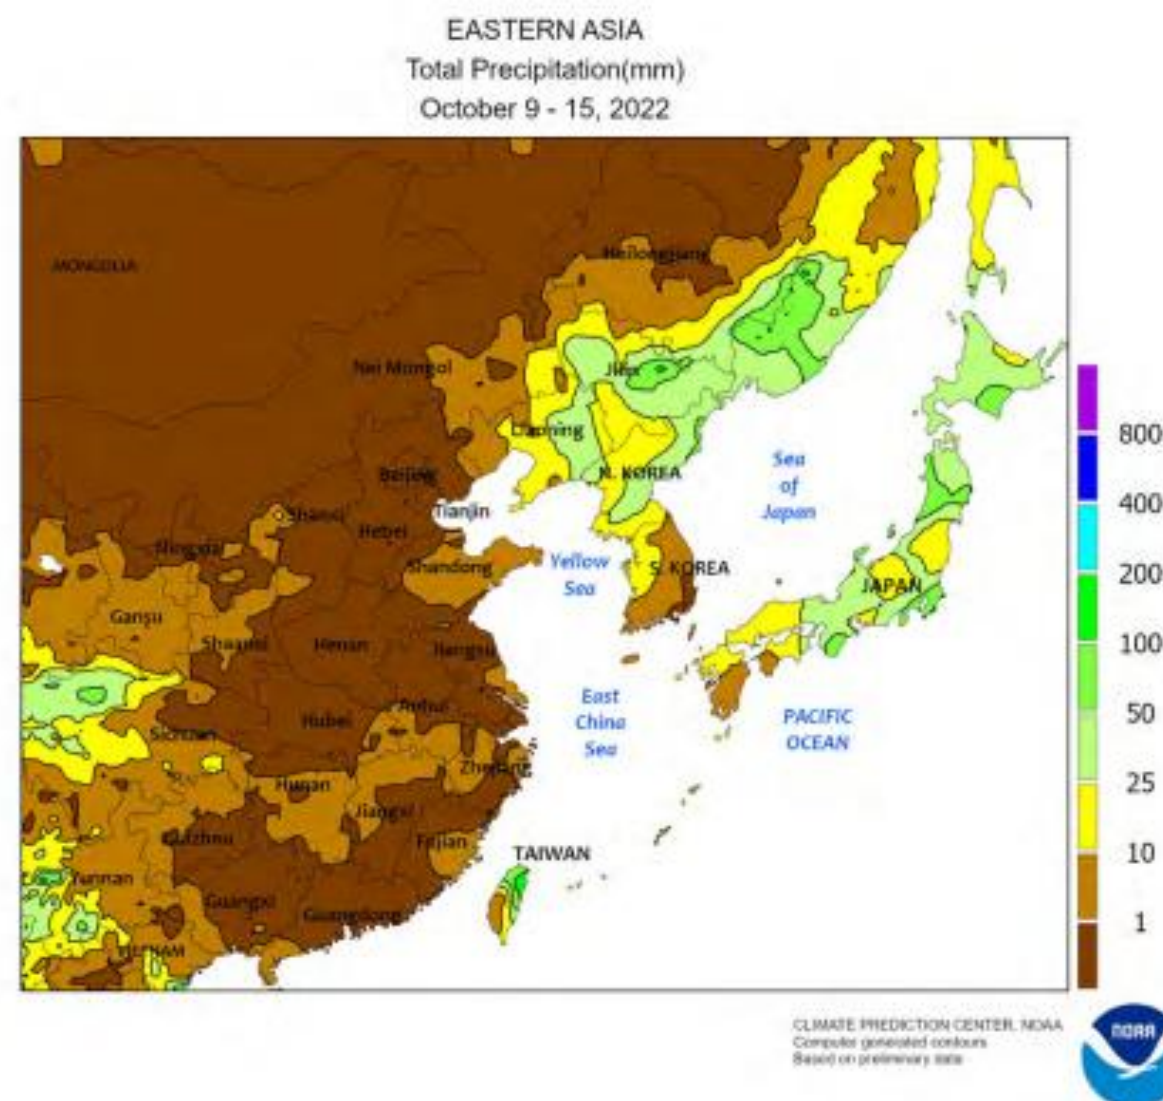 EASTERN ASIA
Total Precipitation(mm)
October 9 - 15, 2022
MONGOLIA
Heilongjiang
Nei Mongol
Jilin
Liaoning
Beijing
N. KOREA
Sea
of
Japan
800
400
200
100
50
25
10
1
Shanxi
Tianjin
Hebei
Ningxia
Shandong
Yellow
Sea
S. KOREA
JAPAN
Gansu
Shaanxi
Henan
Jiangsu
Hubei
Anhui
East
China
Sea
PACIFIC
OCEAN
Sichuan
Zhejiang
Hunan
Jiangxi
Guizhou
Fujian
TAIWAN
Yunnan
Guangxi
Guangdong
VIETNAM
CLIMATE PREDICTION CENTER, NOAA
Computer generated contours
Based on preliminary data
NOAA